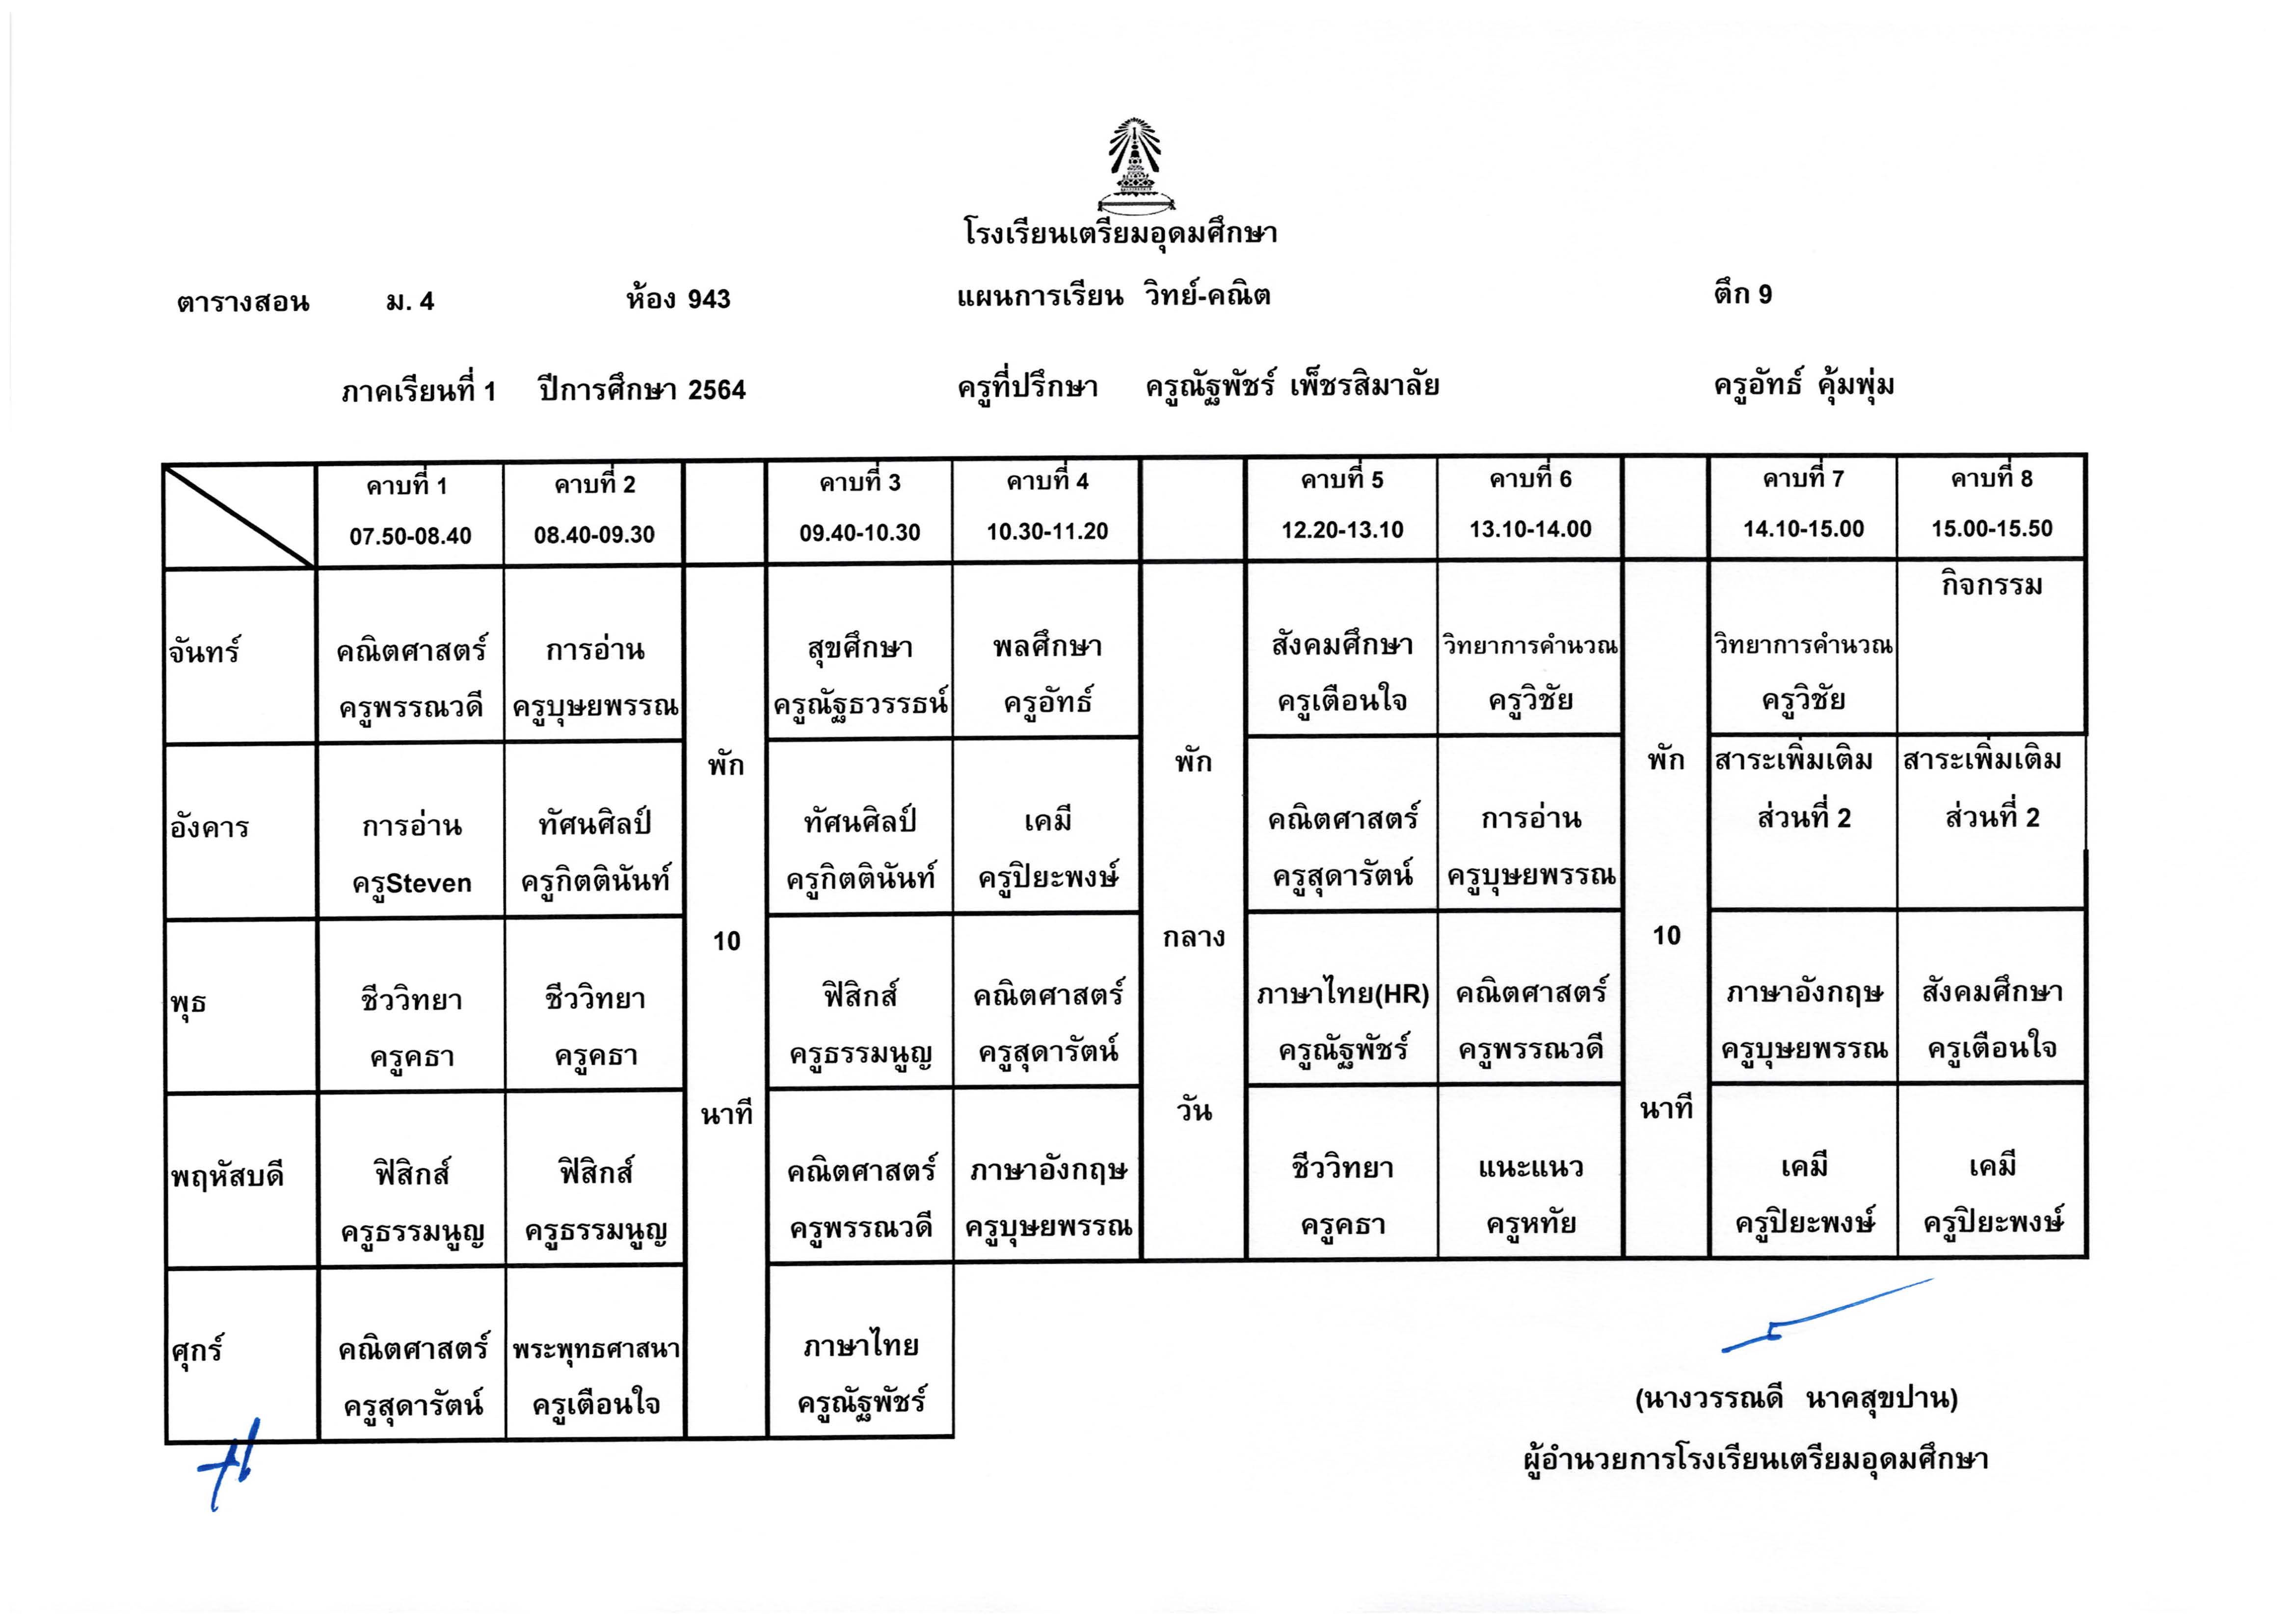 โรงเรียนเตรียมอุดมศึกษา
ตารางสอน ม. 4 ห้อง 943 แผนการเรียน วิทย์-คณิต ตึก 9
ภาคเรียนที่ 1 ปีการศึกษา 2564 ครูที่ปรึกษา ครูณัฐพัชร์ เพ็ชรสิมาลัย ครูอัทธ์ คุ้มพุ่ม
คาบที่ 1 คาบที่ 2 คาบที่ 3 คาบที่ 4 คาบที่ 5 คาบที่ 6 คาบที่ 7 คาบที่ 8
07.50-08.40 08.40-09.30 09.40-10.30 10.30-11.20 12.20-13.10 13.10-14.00 14.10-15.00 15.00-15.50
กิจกรรม
จันทร์ คณิตศาสตร์ การอ่าน สุขศึกษา พลศึกษา สังคมศึกษา วิทยาการคำนวณ วิทยาการคำนวณ
ครูพรรณวดี ครูบุษยพรรณ ครูณัฐธวรรธน์ ครูอัทธ์ ครูเตือนใจ ครูวิชัย ครูวิชัย
พัก พัก พัก สาระเพิ่มเติม สาระเพิ่มเติม
อังคาร การอ่าน ทัศนศิลป์ ทัศนศิลป์ เคมี คณิตศาสตร์ การอ่าน ส่วนที่ 2 ส่วนที่ 2
ครูSteven ครูกิตตินันท์ ครูกิตตินันท์ ครูปิยะพงษ์ ครูสุดารัตน์ ครูบุษยพรรณ
10 กลาง 10
พุธ ชีววิทยา ชีววิทยา ฟิสิกส์ คณิตศาสตร์ ภาษาไทย(HR) คณิตศาสตร์ ภาษาอังกฤษ สังคมศึกษา
ครูคธา ครูคธา ครูธรรมนูญ ครูสุดารัตน์ ครูณัฐพัชร์ ครูพรรณวดี ครูบุษยพรรณ ครูเตือนใจ
นาที วัน นาที
พฤหัสบดี ฟิสิกส์ ฟิสิกส์ คณิตศาสตร์ ภาษาอังกฤษ ชีววิทยา แนะแนว เคมี เคมี
ครูธรรมนูญ ครูธรรมนูญ ครูพรรณวดี ครูบุษยพรรณ ครูคธา ครูหทัย ครูปิยะพงษ์ ครูปิยะพงษ์
ศุกร์ คณิตศาสตร์ พระพุทธศาสนา ภาษาไทย
ครูสุดารัตน์ ครูเตือนใจ ครูณัฐพัชร์
(นางวรรณดี นาคสุขปาน)
ผู้อำนวยการโรงเรียนเตรียมอุดมศึกษา